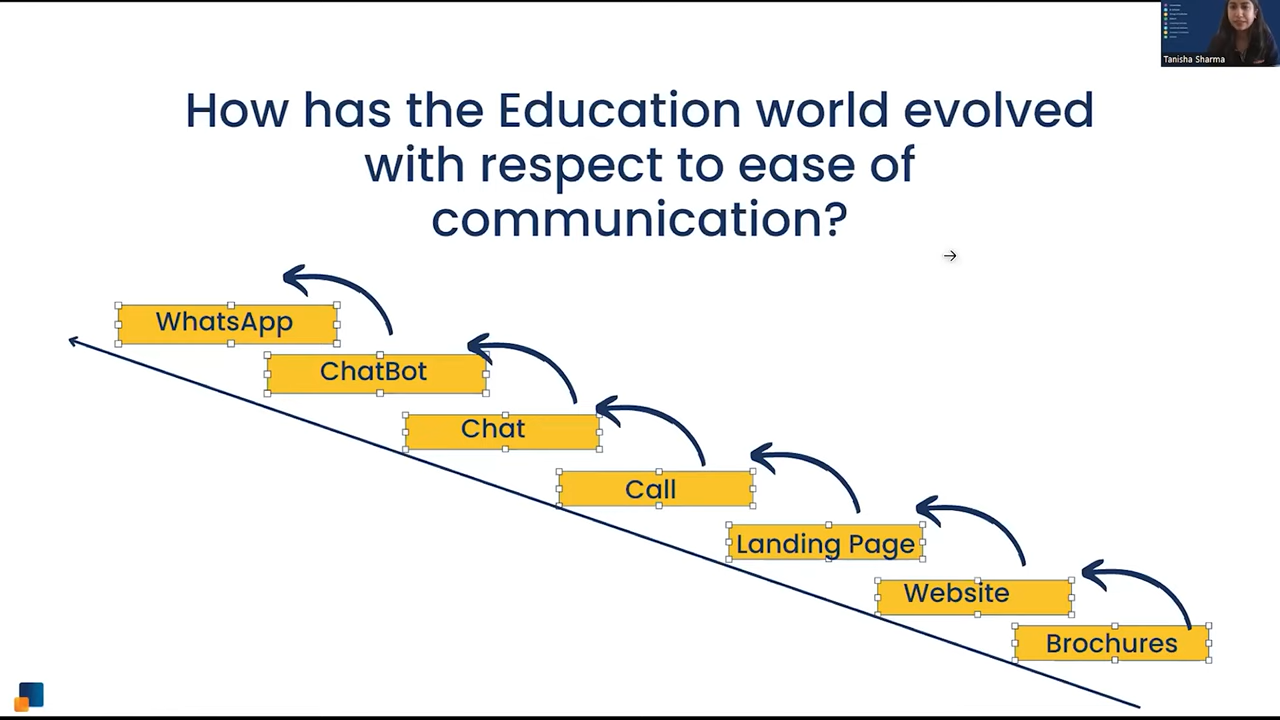 Tanisha Sharma
How has the Education world evolved
with respect to ease of
communication?
WhatsApp
ChatBot
Chat
Call
Landing Page
Website
Brochures